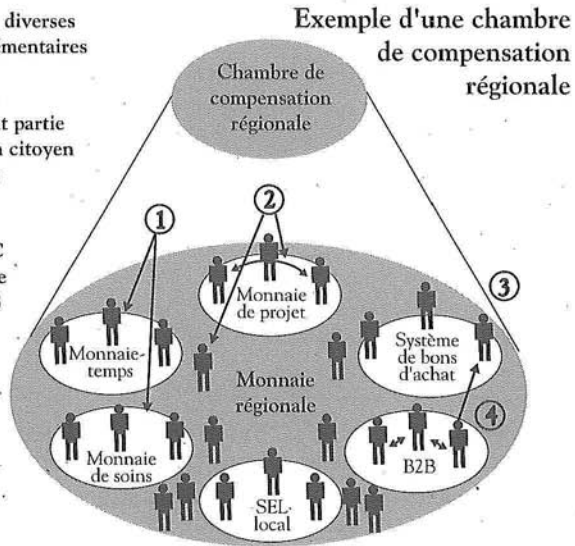 diverses
émentaires
t partie
citoyen
Exemple d'une chambre
de compensation
régionale
Chambre de
compensation
régionale
1
2
3
Monnaie
de projet
Monnaie-
temps
Système
de bons
d'achat
Monnaie
régionale
4
Monnaie
de soins
B2B
SEL-
local